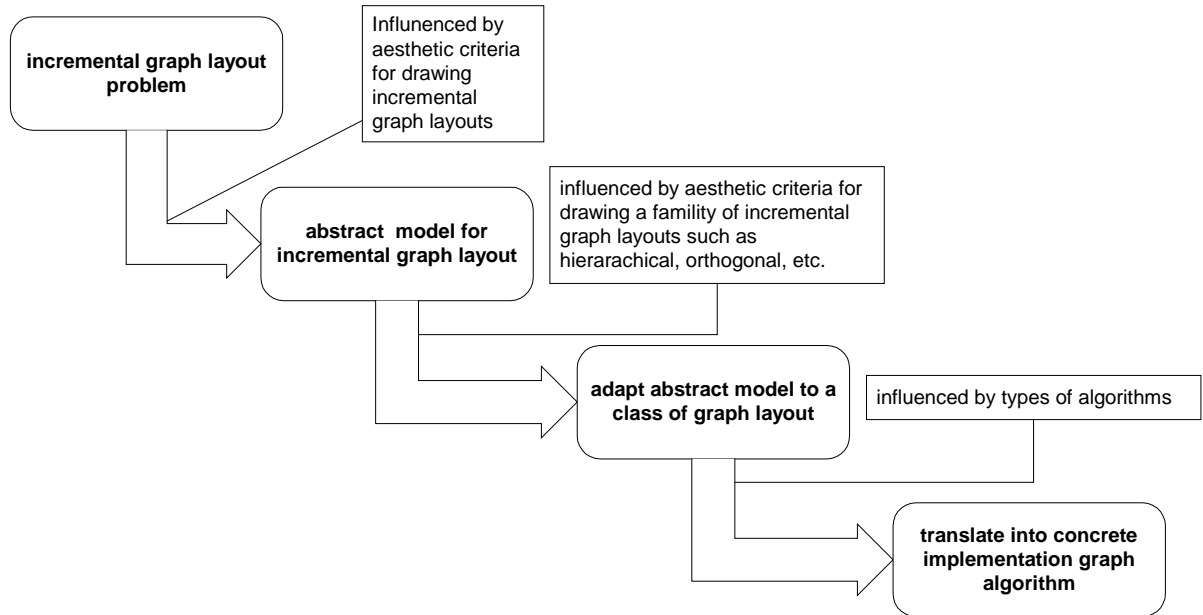 incremental graph layout
problem
Influnenced by
aesthetic criteria
for drawing
incremental
graph layouts
abstract model for
incremental graph layout
influenced by aesthetic criteria for
drawing a famility of incremental
graph layouts such as
hierarachical, orthogonal, etc.
adapt abstract model to a
class of graph layout
influenced by types of algorithms
translate into concrete
implementation graph
algorithm